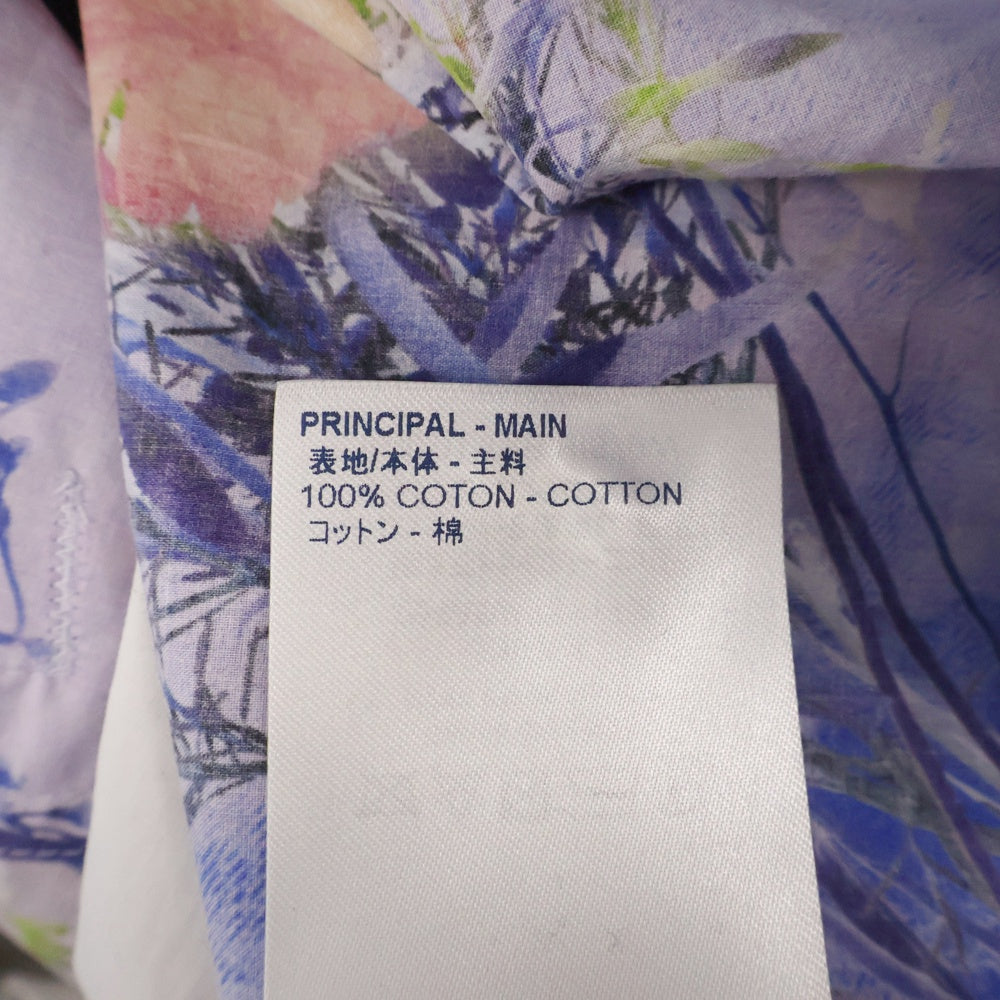 PRINCIPAL - MAIN
表地/本体 - 主料
100% COTON - COTTON
コットン - 棉